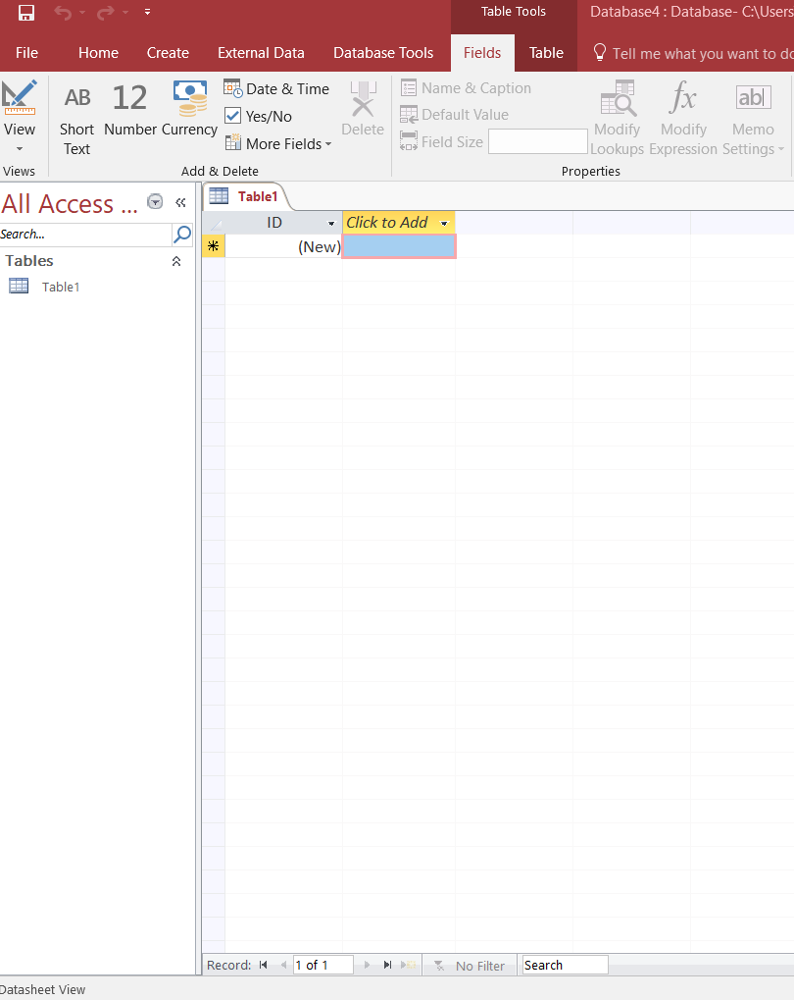 Table Tools
Database4 : Database- C:\Users
File Home Create External Data Database Tools Fields Table Tell me what you want to do
View
AB
Short Text
12
Number
Currency
Date & Time
Yes/No
More Fields
Delete
Name & Caption
Default Value
Field Size
Modify Lookups
fx
Modify Expression
ab
Memo Settings
Views
Add & Delete
Properties
All Access ...
Search...
Tables
Table1
Table1
ID Click to Add
(New)
Record: 1 of 1 No Filter Search
Datasheet View